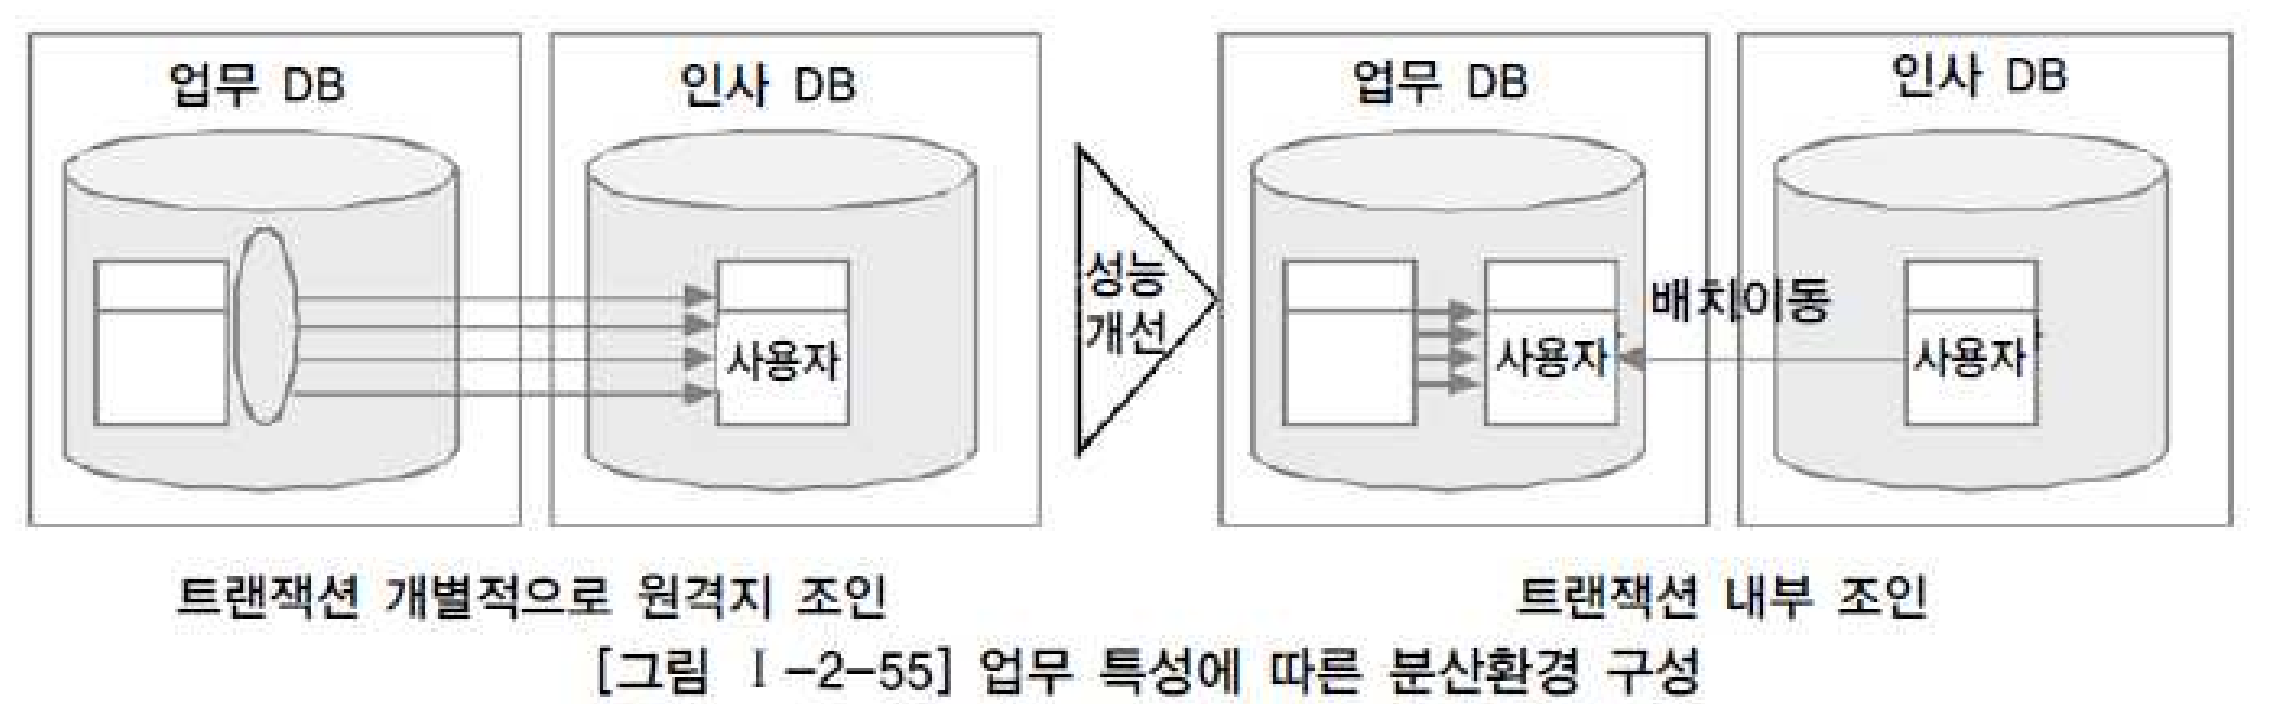 업무 DB
인사 DB
업무 DB
인사 DB
사용자
성능
개선
사용자
배치이동
사용자
트랜잭션 개별적으로 원격지 조인
트랜잭션 내부 조인
[그림 Ⅰ-2-55] 업무 특성에 따른 분산환경 구성